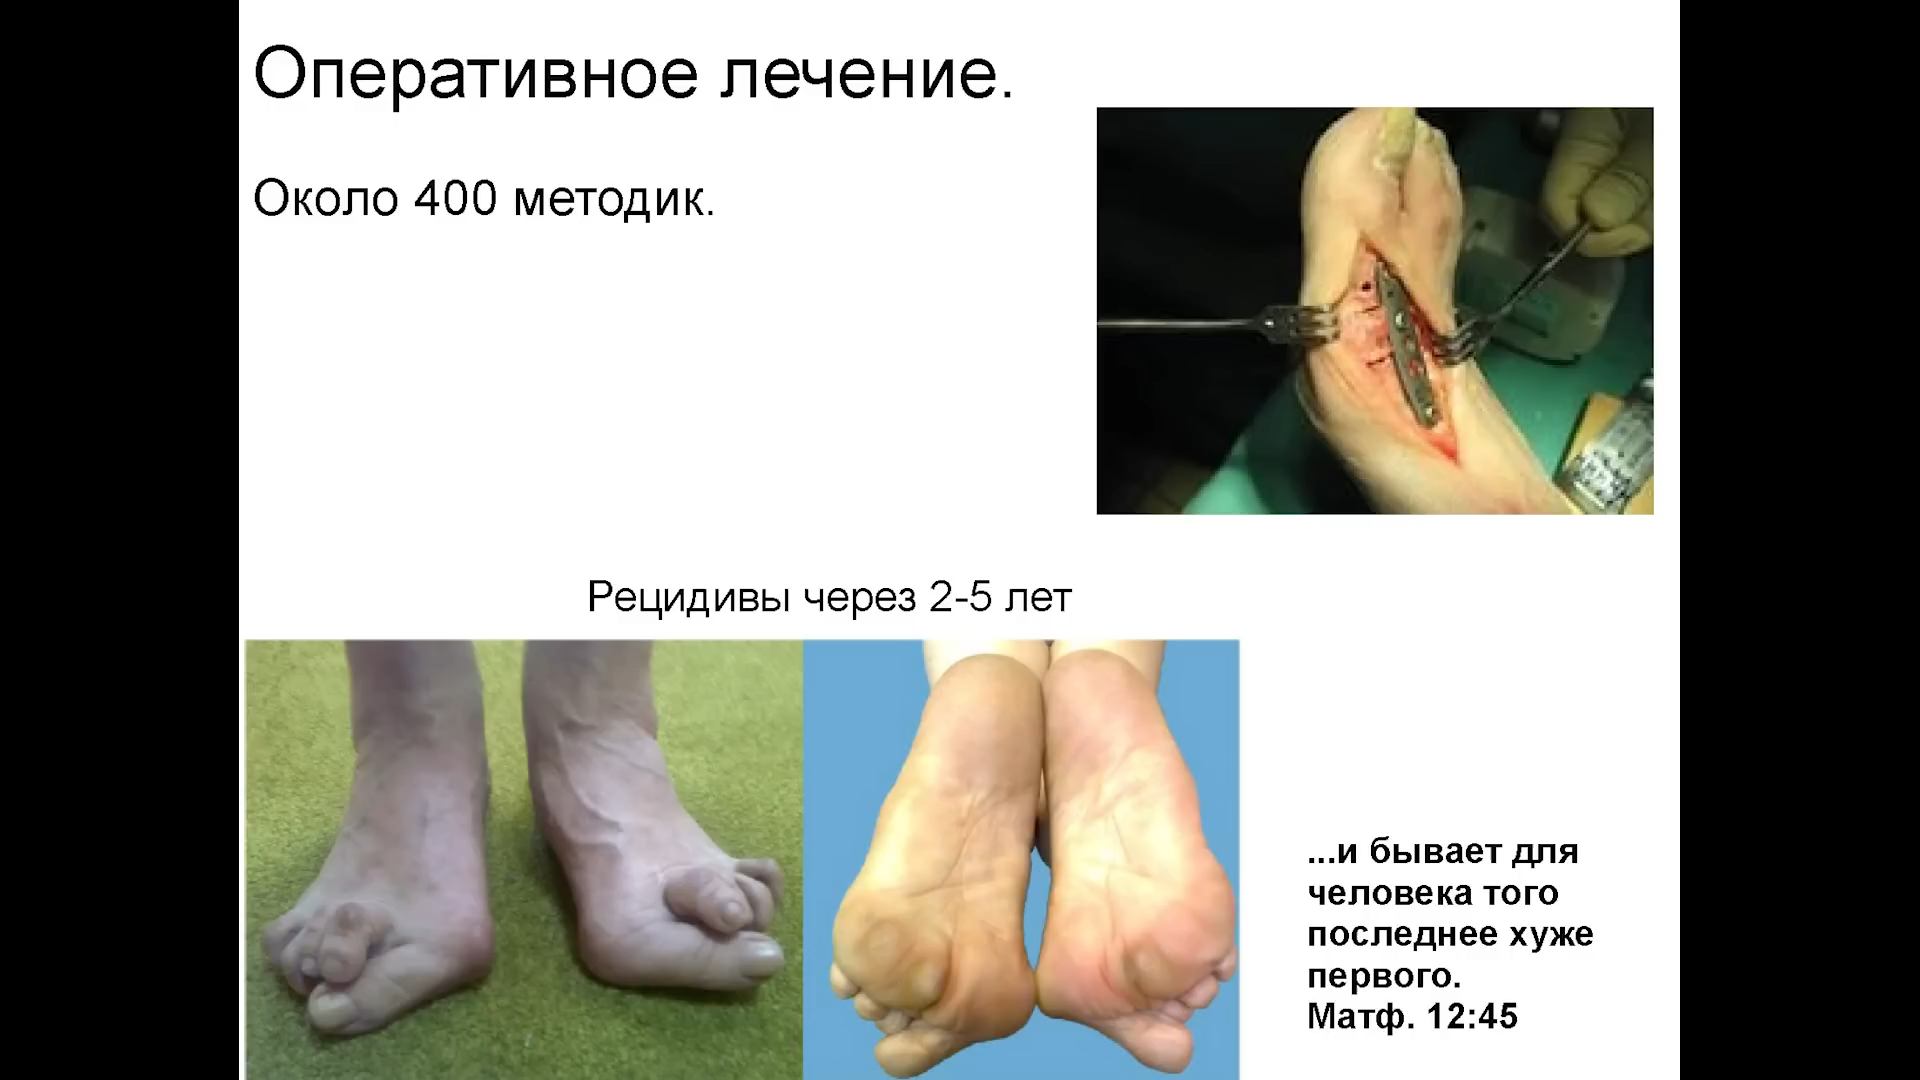 Оперативное лечение.
Около 400 методик.
Рецидивы через 2-5 лет
...и бывает для
человека того
последнее хуже
первого.
Матф. 12:45